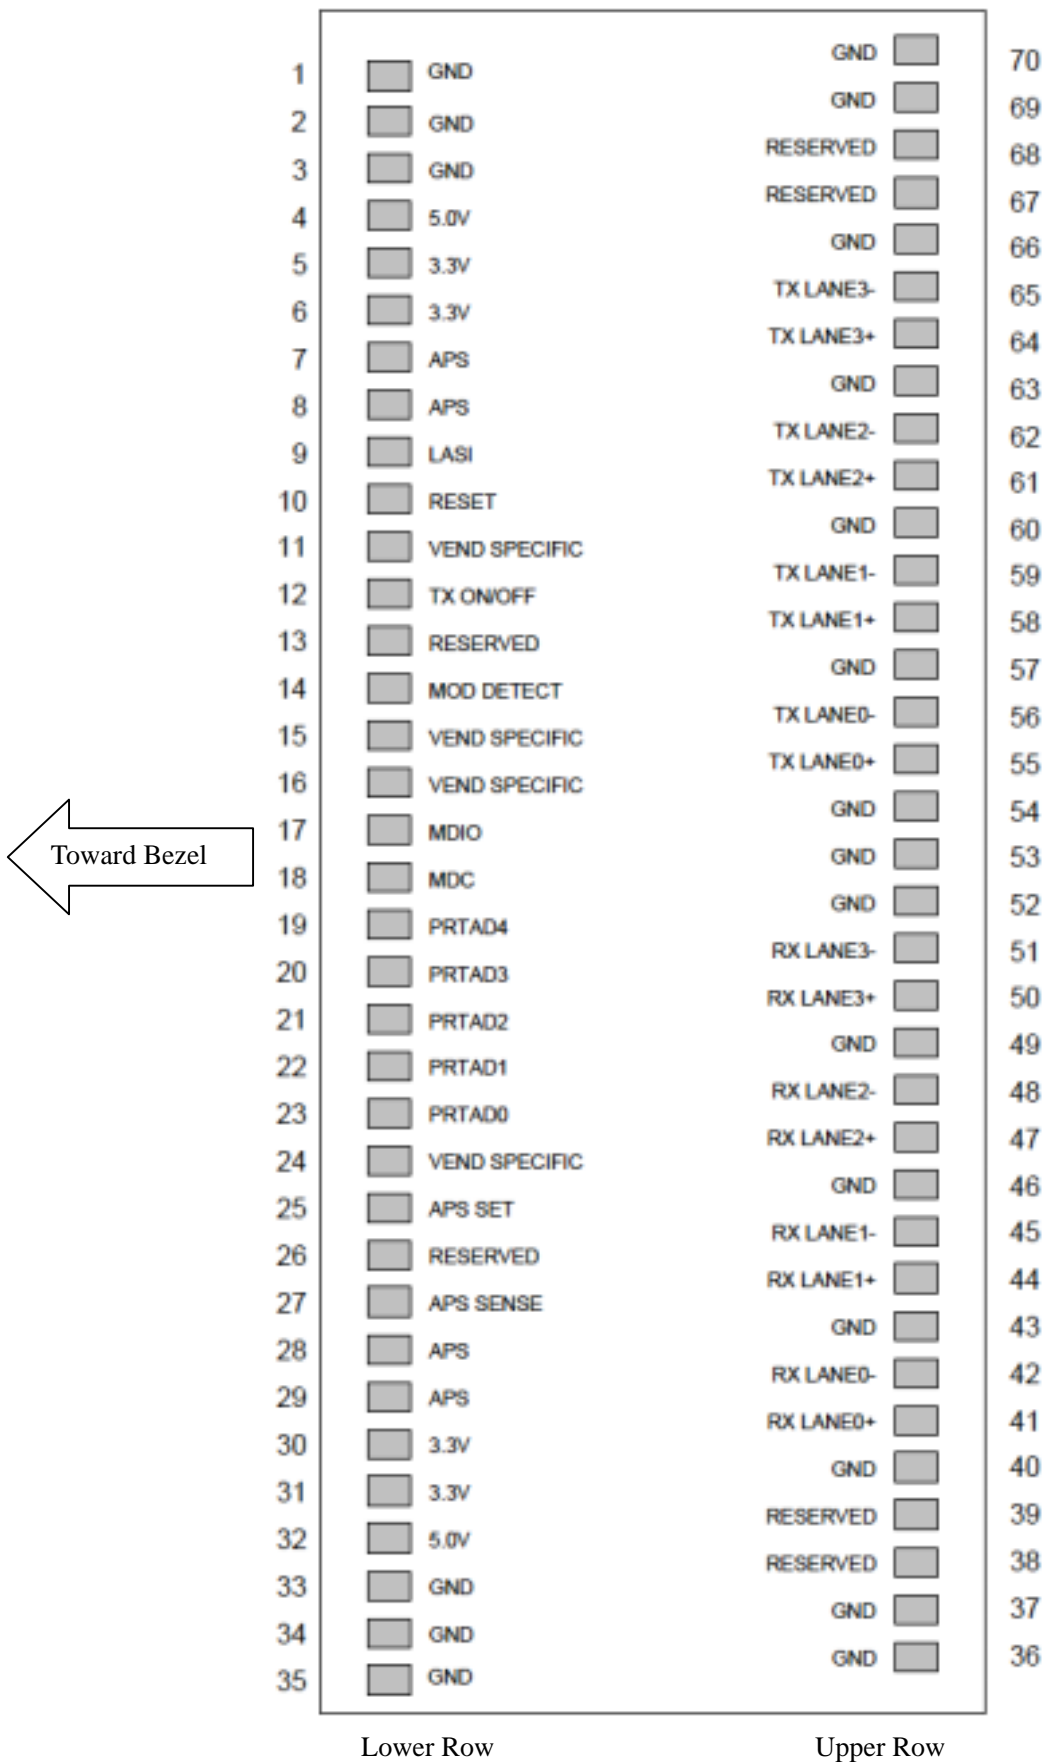 1 GND
2 GND
3 GND
4 5.0V
5 3.3V
6 3.3V
7 APS
8 APS
9 LASI
10 RESET
11 VEND SPECIFIC
12 TX ON/OFF
13 RESERVED
14 MOD DETECT
15 VEND SPECIFIC
16 VEND SPECIFIC
17 MDIO
18 MDC
19 PRTAD4
20 PRTAD3
21 PRTAD2
22 PRTAD1
23 PRTAD0
24 VEND SPECIFIC
25 APS SET
26 RESERVED
27 APS SENSE
28 APS
29 APS
30 3.3V
31 3.3V
32 5.0V
33 GND
34 GND
35 GND
Toward Bezel
Lower Row
GND 70
GND 69
RESERVED 68
RESERVED 67
GND 66
TX LANE3- 65
TX LANE3+ 64
GND 63
TX LANE2- 62
TX LANE2+ 61
GND 60
TX LANE1- 59
TX LANE1+ 58
GND 57
TX LANE0- 56
TX LANE0+ 55
GND 54
GND 53
GND 52
RX LANE3- 51
RX LANE3+ 50
GND 49
RX LANE2- 48
RX LANE2+ 47
GND 46
RX LANE1- 45
RX LANE1+ 44
GND 43
RX LANE0- 42
RX LANE0+ 41
GND 40
RESERVED 39
RESERVED 38
GND 37
GND 36
Upper Row